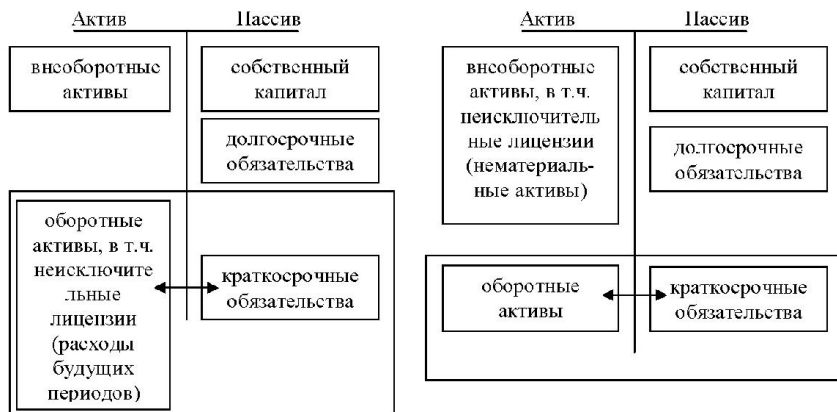 Актив Пассив
внеоборотные
активы
собственный
капитал
долгосрочные
обязательства
оборотные
активы, в т.ч.
неисключите
льные
лицензии
(расходы
будущих
периодов)
краткосрочные
обязательства
Актив Пассив
внеоборотные
активы, в т.ч.
неисключитель
ные лицензии
(нематериаль-
ные активы)
собственный
капитал
долгосрочные
обязательства
оборотные
активы
краткосрочные
обязательства